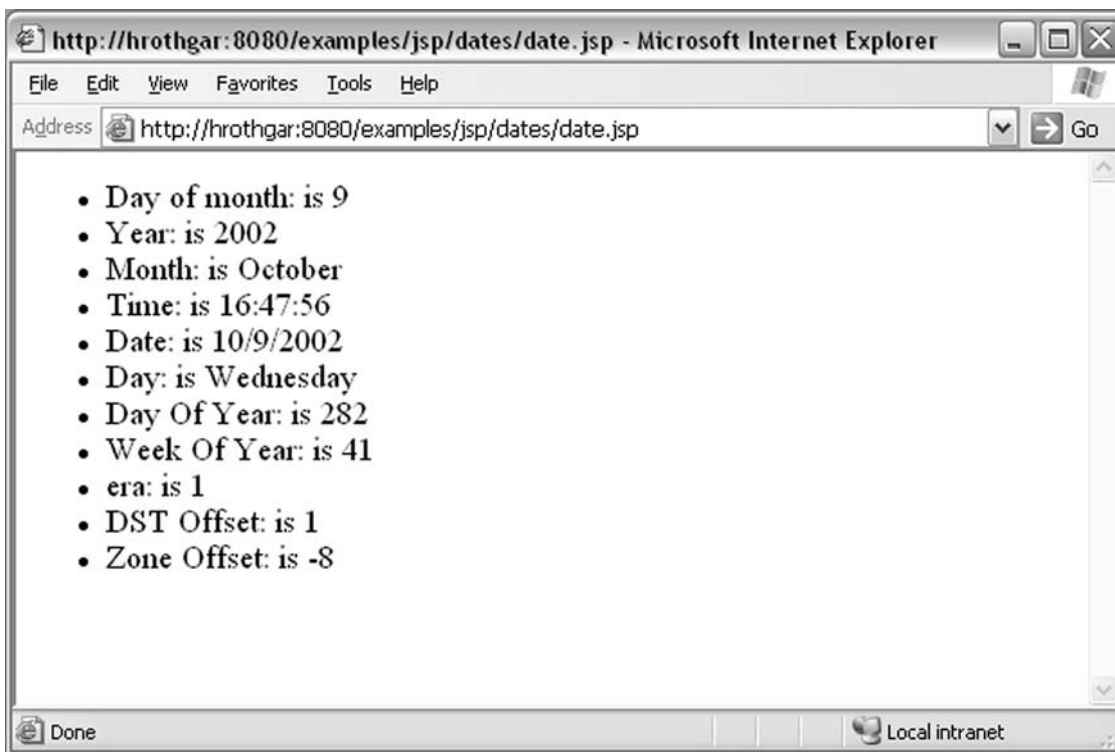 http://hrothgar:8080/examples/jsp/dates/date.jsp - Microsoft Internet Explorer
File Edit View Favorites Tools Help
Address http://hrothgar:8080/examples/jsp/dates/date.jsp Go
• Day of month: is 9
• Year: is 2002
• Month: is October
• Time: is 16:47:56
• Date: is 10/9/2002
• Day: is Wednesday
• Day Of Year: is 282
• Week Of Year: is 41
• era: is 1
• DST Offset: is 1
• Zone Offset: is -8
Done Local intranet